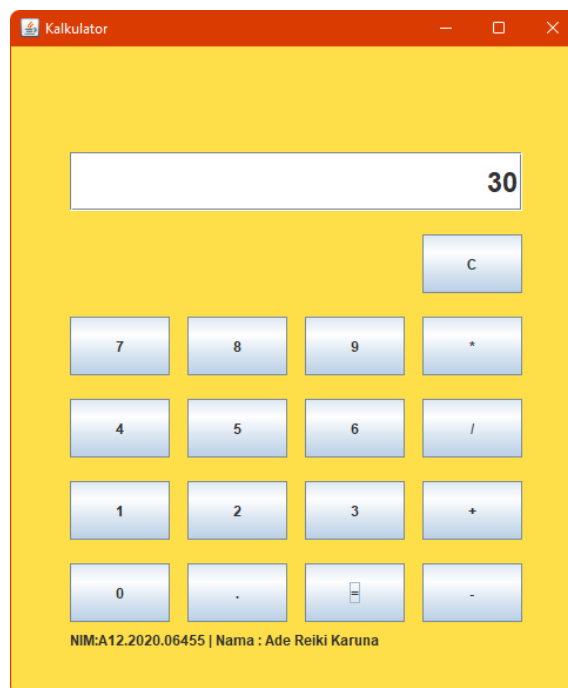 Kalkulator
30
C
7 8 9 *
4 5 6 /
1 2 3 +
0 . = -
NIM:A12.2020.06455 | Nama : Ade Reiki Karuna